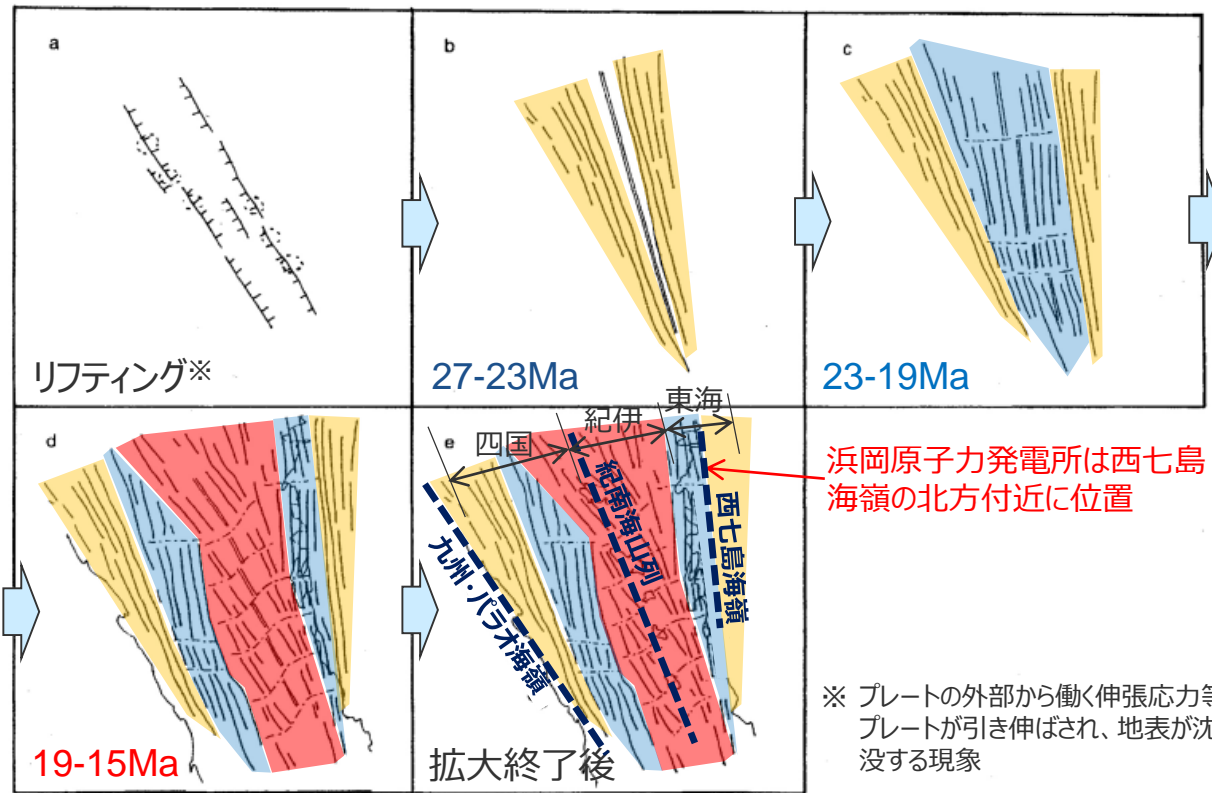 a
リフティング※
b
27-23Ma
c
23-19Ma
d
19-15Ma
e
四国
紀伊
東海
九州・パラオ海嶺
紀南海山列
西七島海嶺
拡大終了後
浜岡原子力発電所は西七島
海嶺の北方付近に位置
※ プレートの外部から働く伸張応力等
プレートが引き伸ばされ、地表が沈
没する現象